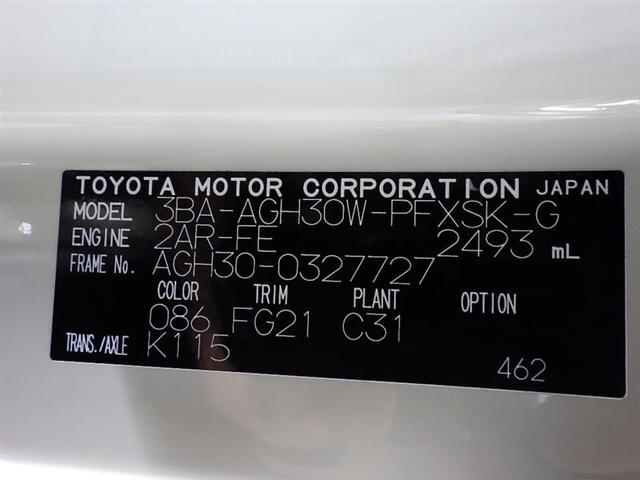 TOYOTA MOTOR CORPORATION JAPAN
MODEL 3BA-AGH30W-PFXSK-G
ENGINE 2AR-FE 2493 mL
FRAME No. AGH30-0327727
COLOR TRIM PLANT OPTION
086 FG21 C31
TRANS./AXLE K115
462